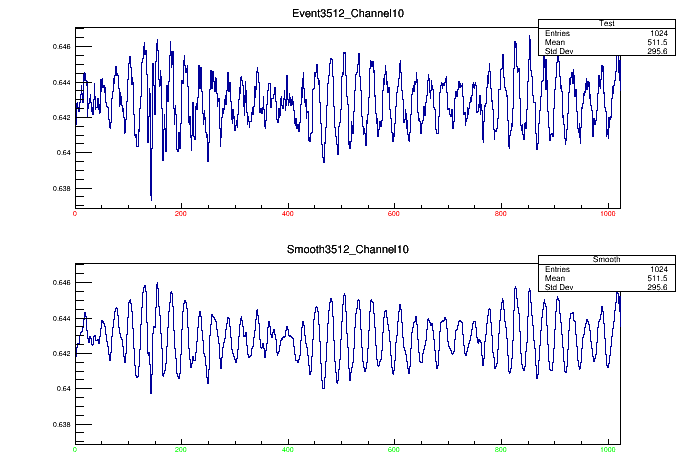 Event3512_Channel10
Test
Entries 1024
Mean 511.5
Std Dev 295.6
0.646
0.644
0.642
0.64
0.638
0 200 400 600 800 1000
Smooth3512_Channel10
Smooth
Entries 1024
Mean 511.5
Std Dev 295.6
0.646
0.644
0.642
0.64
0.638
0 200 400 600 800 1000